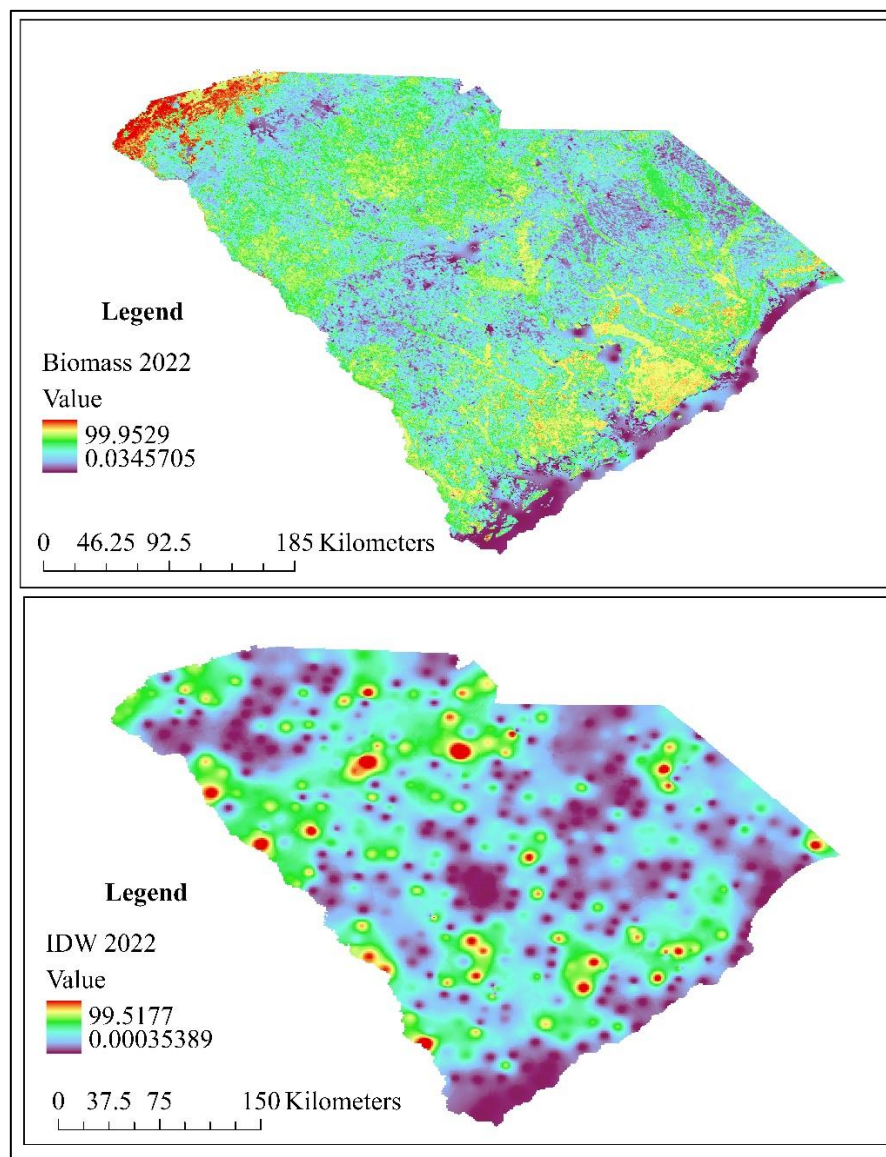 Legend
Biomass 2022
Value
99.9529
0.0345705
0 46.25 92.5 185 Kilometers
Legend
IDW 2022
Value
99.5177
0.00035389
0 37.5 75 150 Kilometers